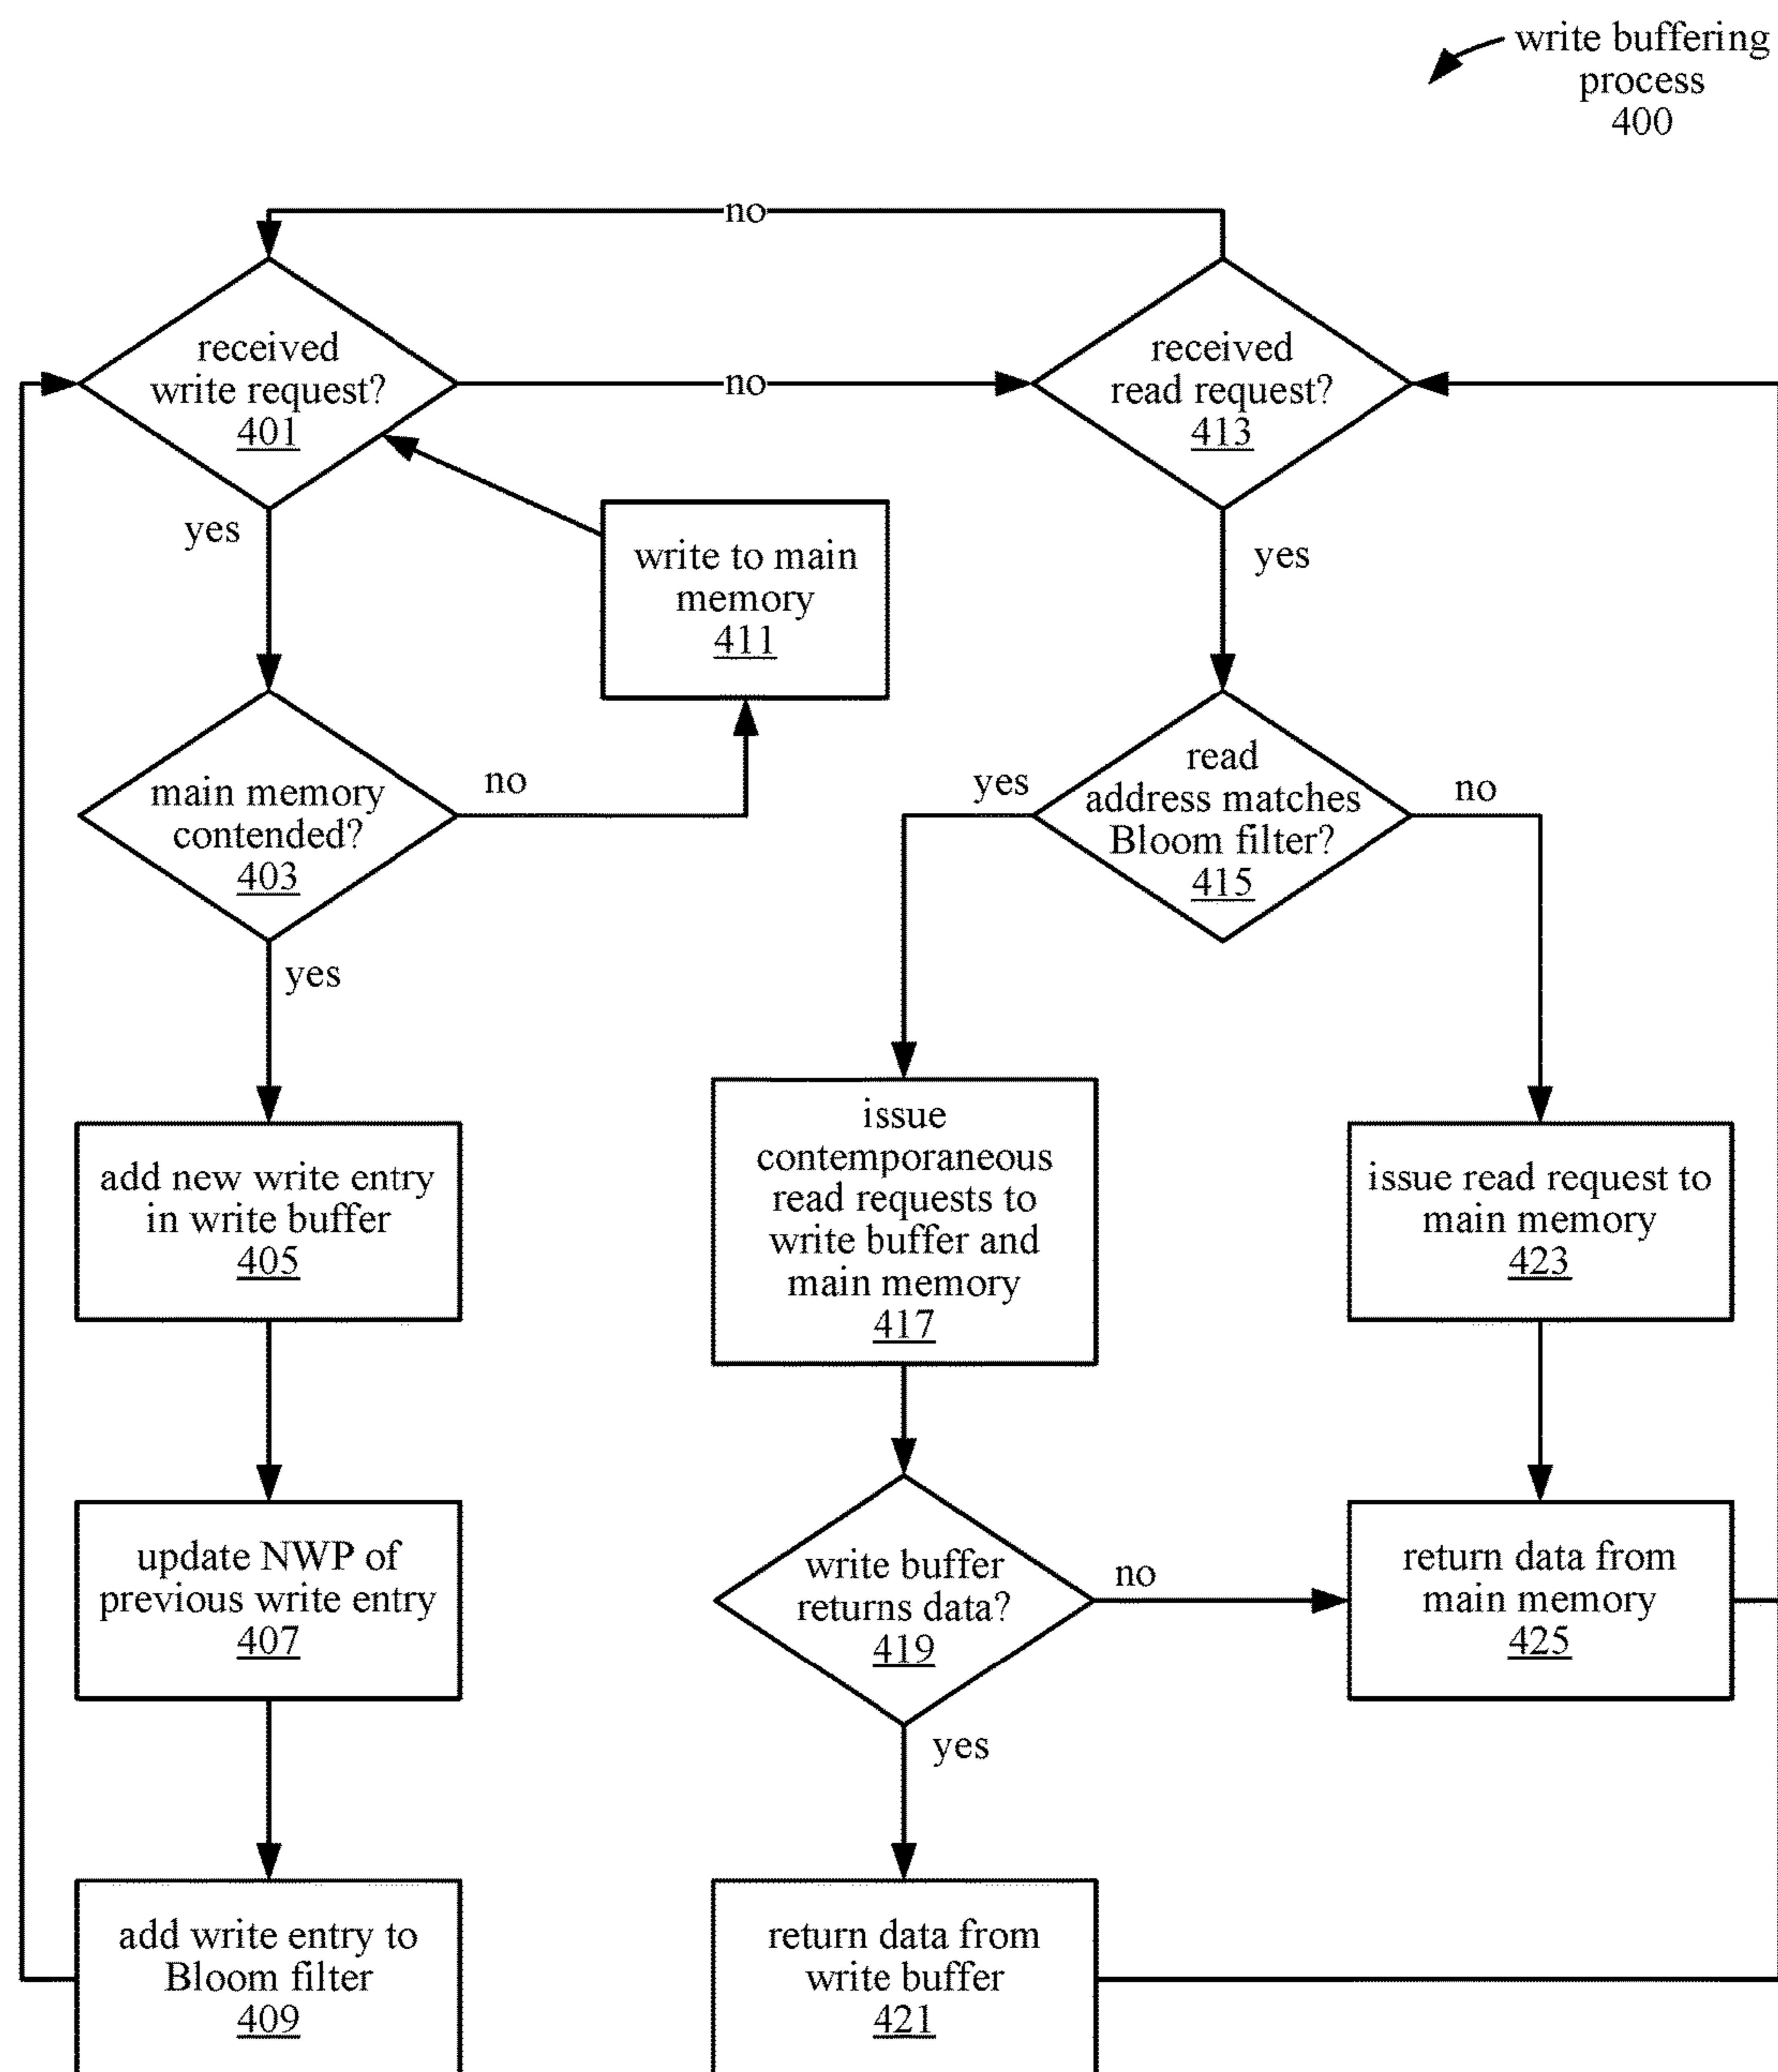 write buffering
process
400
no
received
write request?
401
no
received
read request?
413
yes
write to main
memory
411
yes
main memory
contended?
403
no
yes
read
address matches
Bloom filter?
415
no
yes
add new write entry
in write buffer
405
issue
contemporaneous
read requests to
write buffer and
main memory
417
issue read request to
main memory
423
update NWP of
previous write entry
407
write buffer
returns data?
419
no
return data from
main memory
425
yes
add write entry to
Bloom filter
409
return data from
write buffer
421